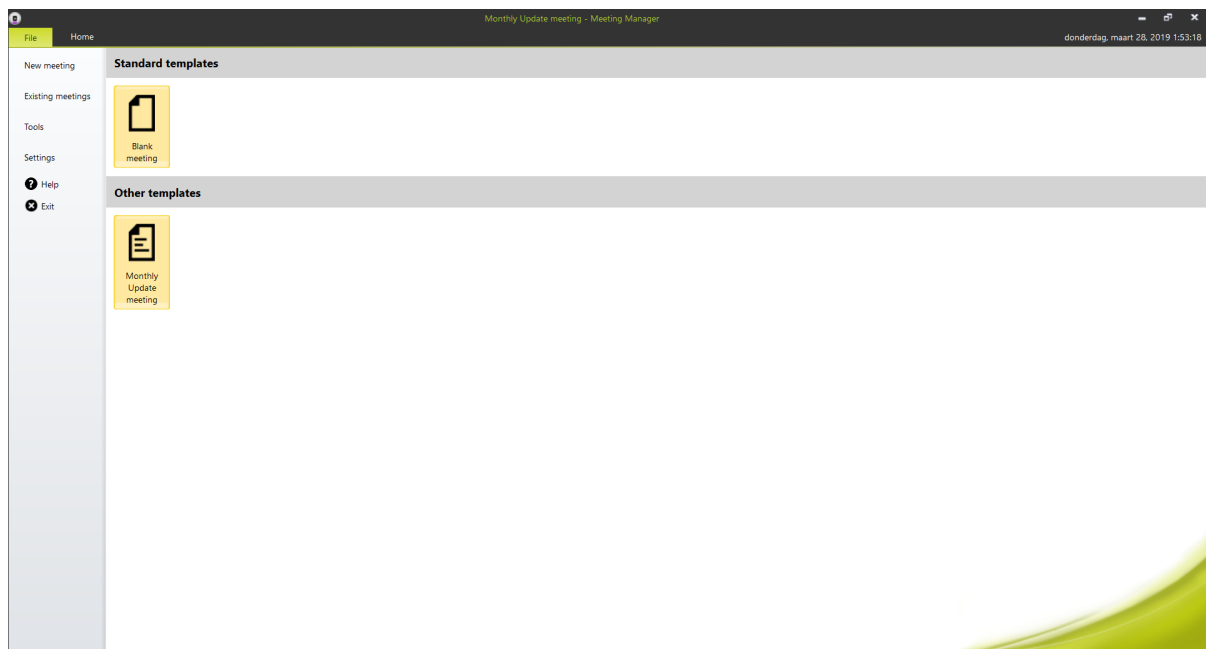 Monthly Update meeting - Meeting Manager
File
Home
donderdag, maart 28, 2019 1:53:18
New meeting
Existing meetings
Tools
Settings
Help
Exit
Standard templates
Blank
meeting
Other templates
Monthly
Update
meeting